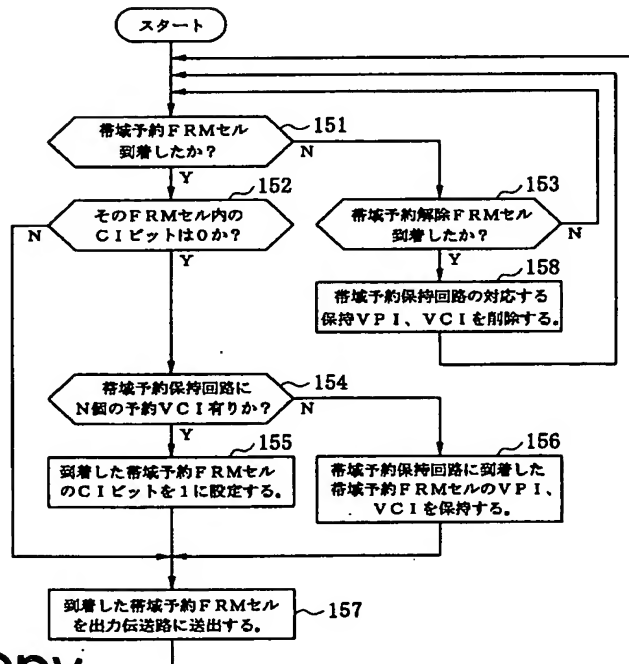 スタート
帯域予約FRMセル
到着したか?
151
N
Y
152
そのFRMセル内の
CIビットは0か?
N
Y
153
帯域予約解除FRMセル
到着したか?
N
Y
158
帯域予約保持回路の対応する
保持VPI、VCIを削除する。
154
帯域予約保持回路に
N個の予約VCI有りか?
N
Y
155
到着した帯域予約FRMセル
のCIビットを1に設定する。
156
帯域予約保持回路に到着した
帯域予約FRMセルのVPI、
VCIを保持する。
到着した帯域予約FRMセル
を出力伝送路に送出する。
157